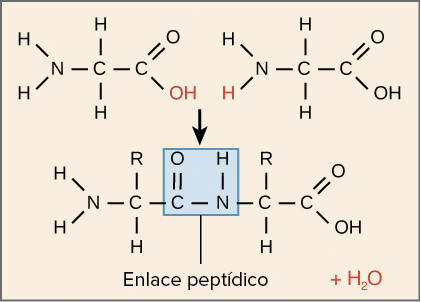 H H O H H O
N C C N C C
H H OH H H OH
H R O H R O
N C C N C C
H H H OH
Enlace peptídico + H₂O